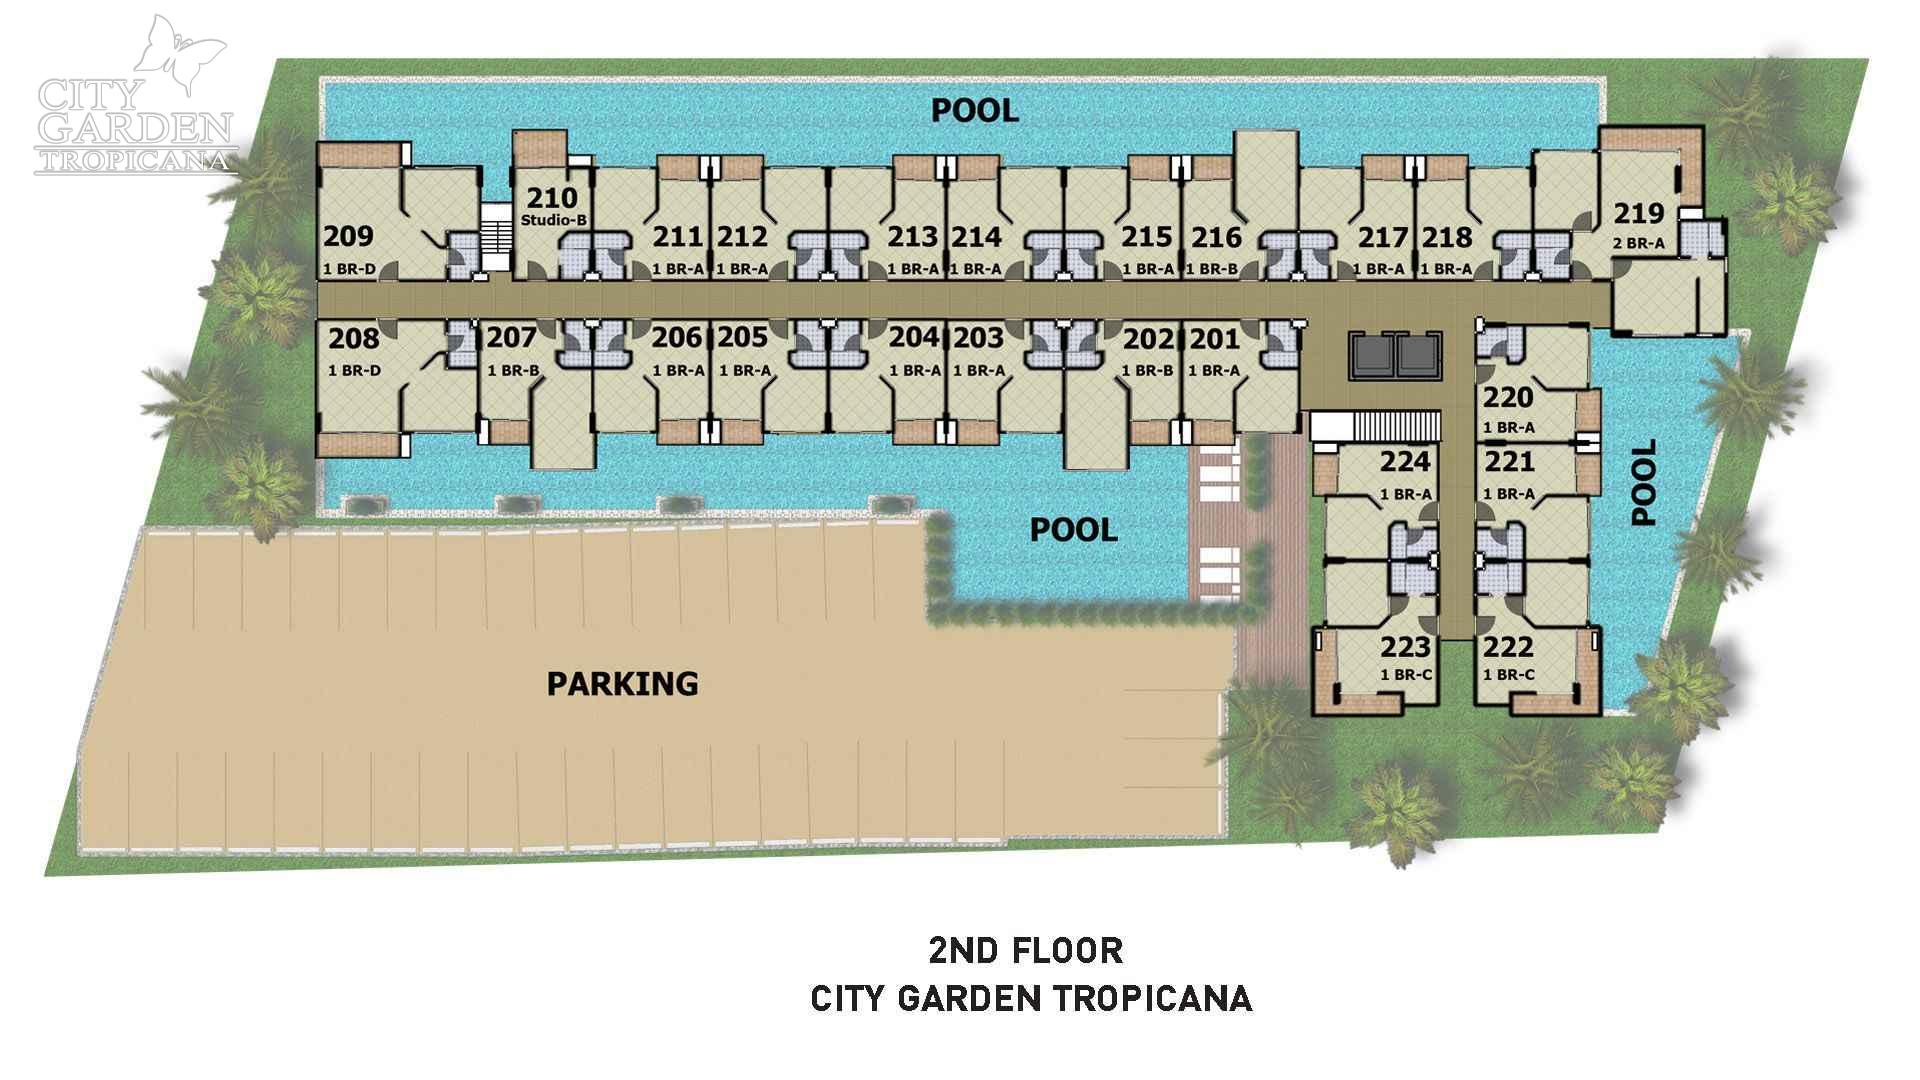 CITY
GARDEN
TROPICANA
POOL
209
1 BR-D
210
Studio-B
211
1 BR-A
212
1 BR-A
213
1 BR-A
214
1 BR-A
215
1 BR-A
216
1 BR-B
217
1 BR-A
218
1 BR-A
219
2 BR-A
208
1 BR-D
207
1 BR-B
206
1 BR-A
205
1 BR-A
204
1 BR-A
203
1 BR-A
202
1 BR-B
201
1 BR-A
220
1 BR-A
224
1 BR-A
221
1 BR-A
POOL
POOL
223
1 BR-C
222
1 BR-C
PARKING
2ND FLOOR
CITY GARDEN TROPICANA